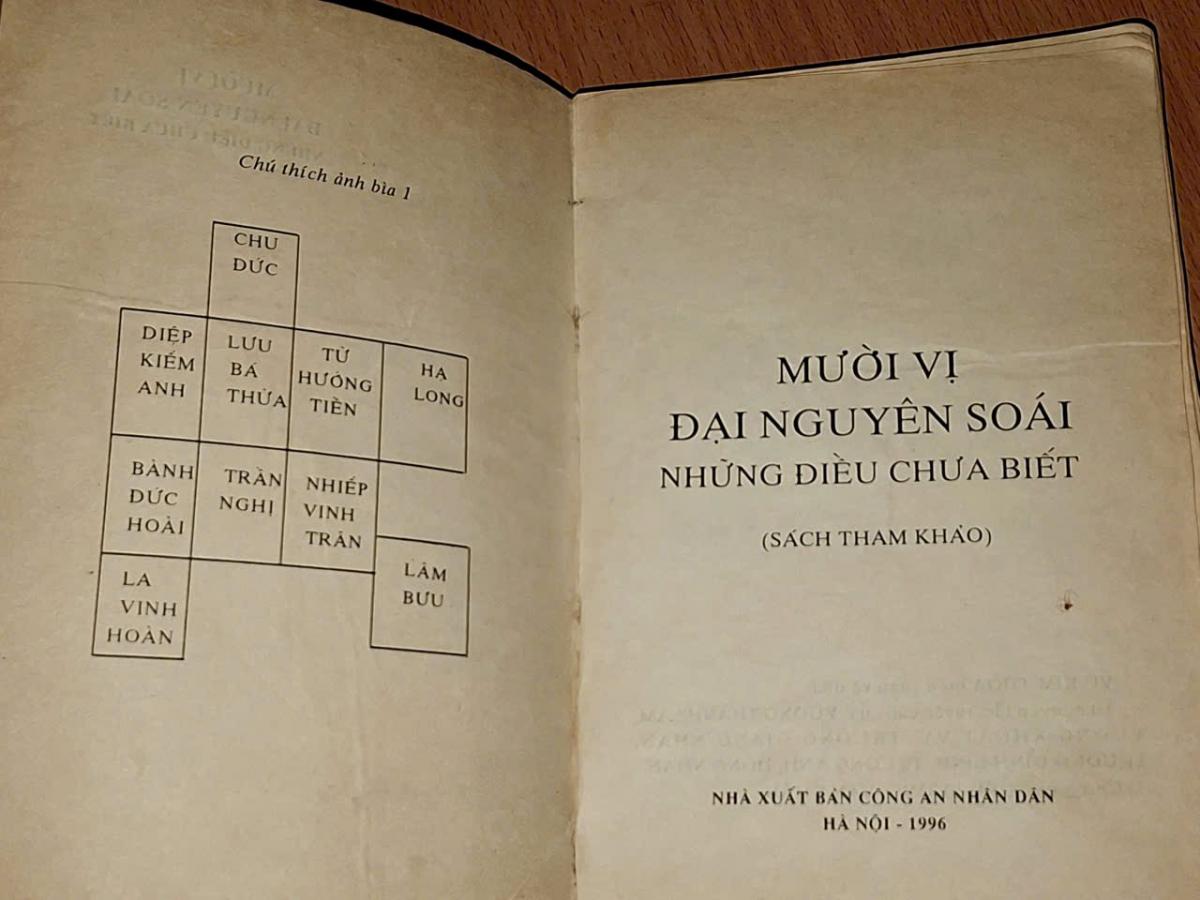 Chú thích ảnh bìa 1
CHU
ĐỨC
DIỆP
KIẾM
ANH
LƯU
BÁ
THỪA
TỪ
HƯỚNG
TIỀN
HẠ
LONG
BÀNH
ĐỨC
HOÀI
TRẦN
NGHỊ
NHIẾP
VINH
TRẦN
LA
VINH
HOÀN
LÂM
BƯU
MƯỜI VỊ
ĐẠI NGUYÊN SOÁI
NHỮNG ĐIỀU CHƯA BIẾT
(SÁCH THAM KHẢO)
NHÀ XUẤT BẢN CÔNG AN NHÂN DÂN
HÀ NỘI - 1996